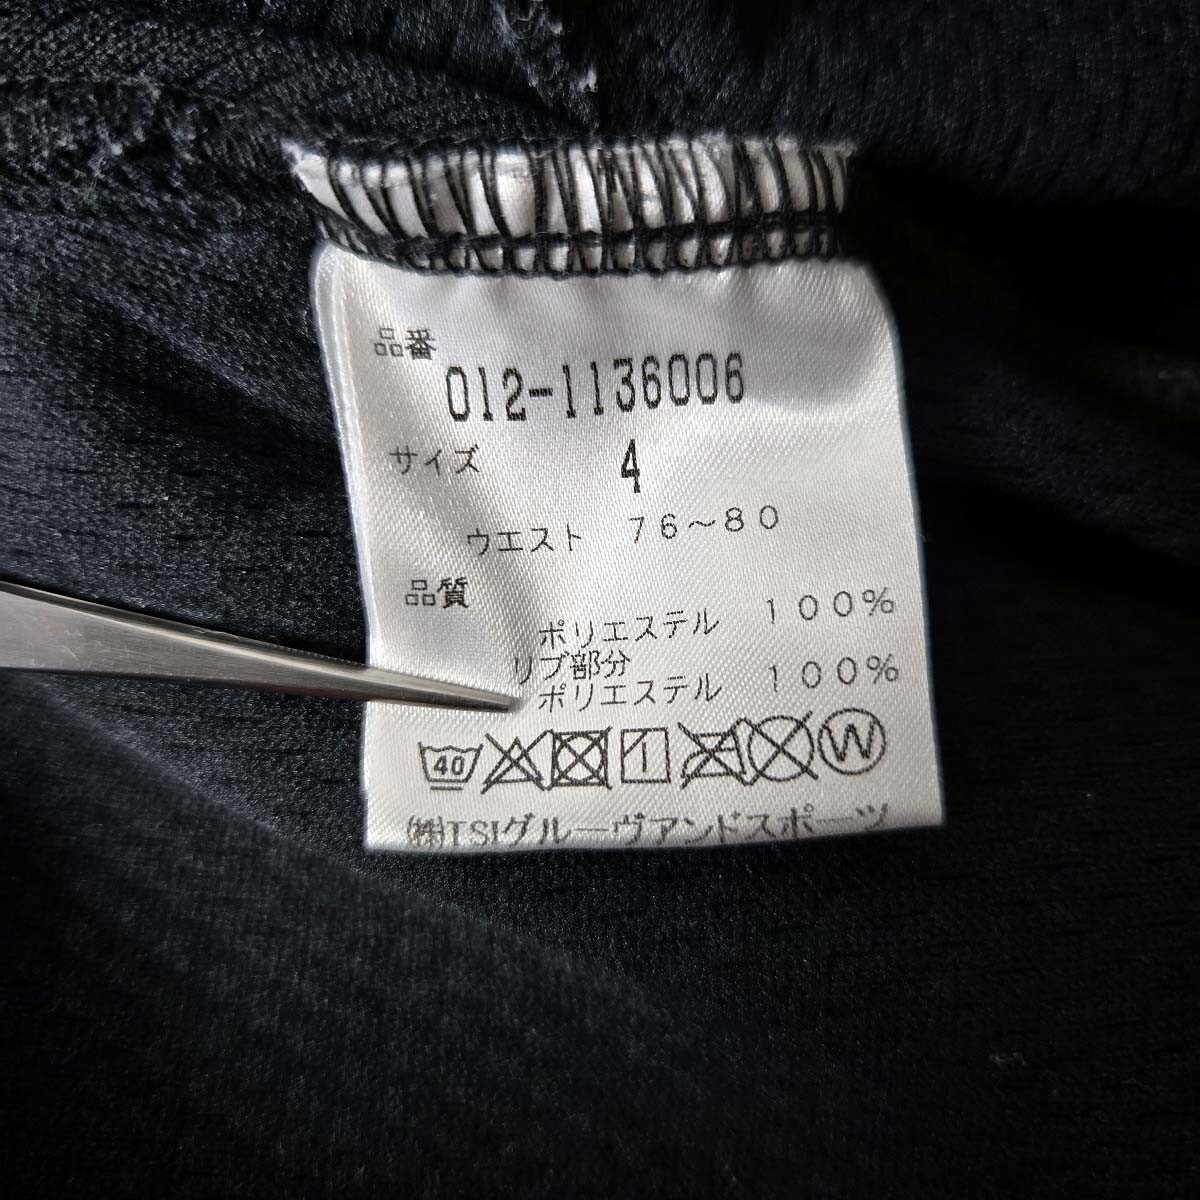 品番
012-1136006
サイズ 4
ウエスト 76～80
品質
ポリエステル 100%
リブ部分
ポリエステル 100%
40 1 W
㈱TSIグルーヴアンドスポーツ